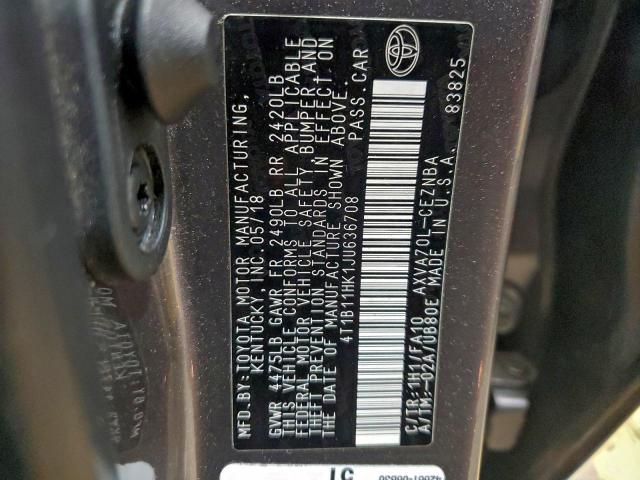 MFD. BY: TOYOTA MOTOR MANUFACTURING,
KENTUCKY, INC. 05/18
GVWR 4475LB GAWR FR 2490LB RR 2420LB
THIS VEHICLE CONFORMS TO ALL APPLICABLE
FEDERAL MOTOR VEHICLE SAFETY, BUMPER, AND
THEFT PREVENTION STANDARDS IN EFFECT ON
THE DATE OF MANUFACTURE SHOWN ABOVE.
4T1B11HK1JU636708 PASS. CAR
C/TR: 1H1/FA10 AXVA70L-CEZNBA
A/TM: -02A/UB80E MADE IN U.S.A. 83825